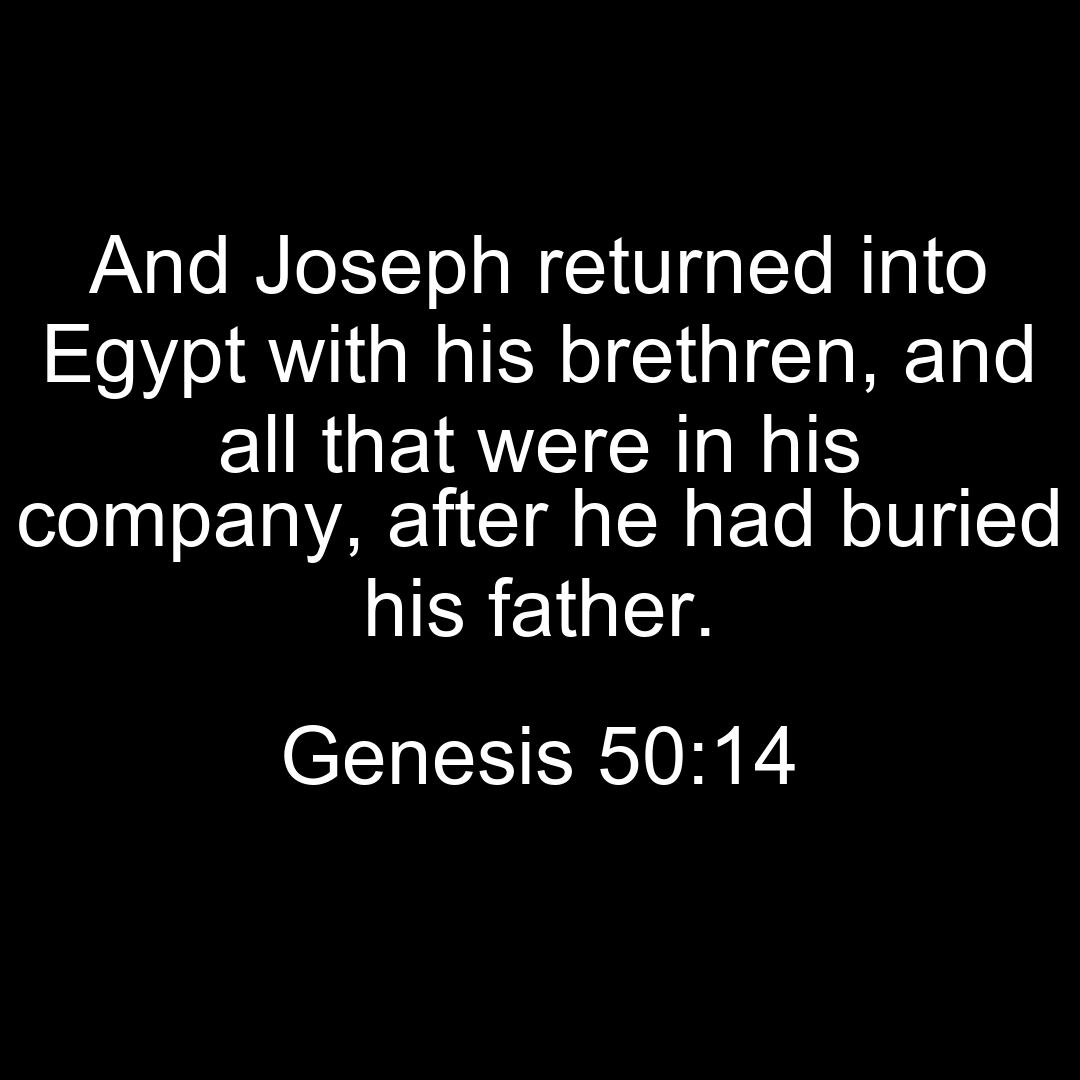 And Joseph returned into
Egypt with his brethren, and
all that were in his
company, after he had buried
his father.
Genesis 50:14